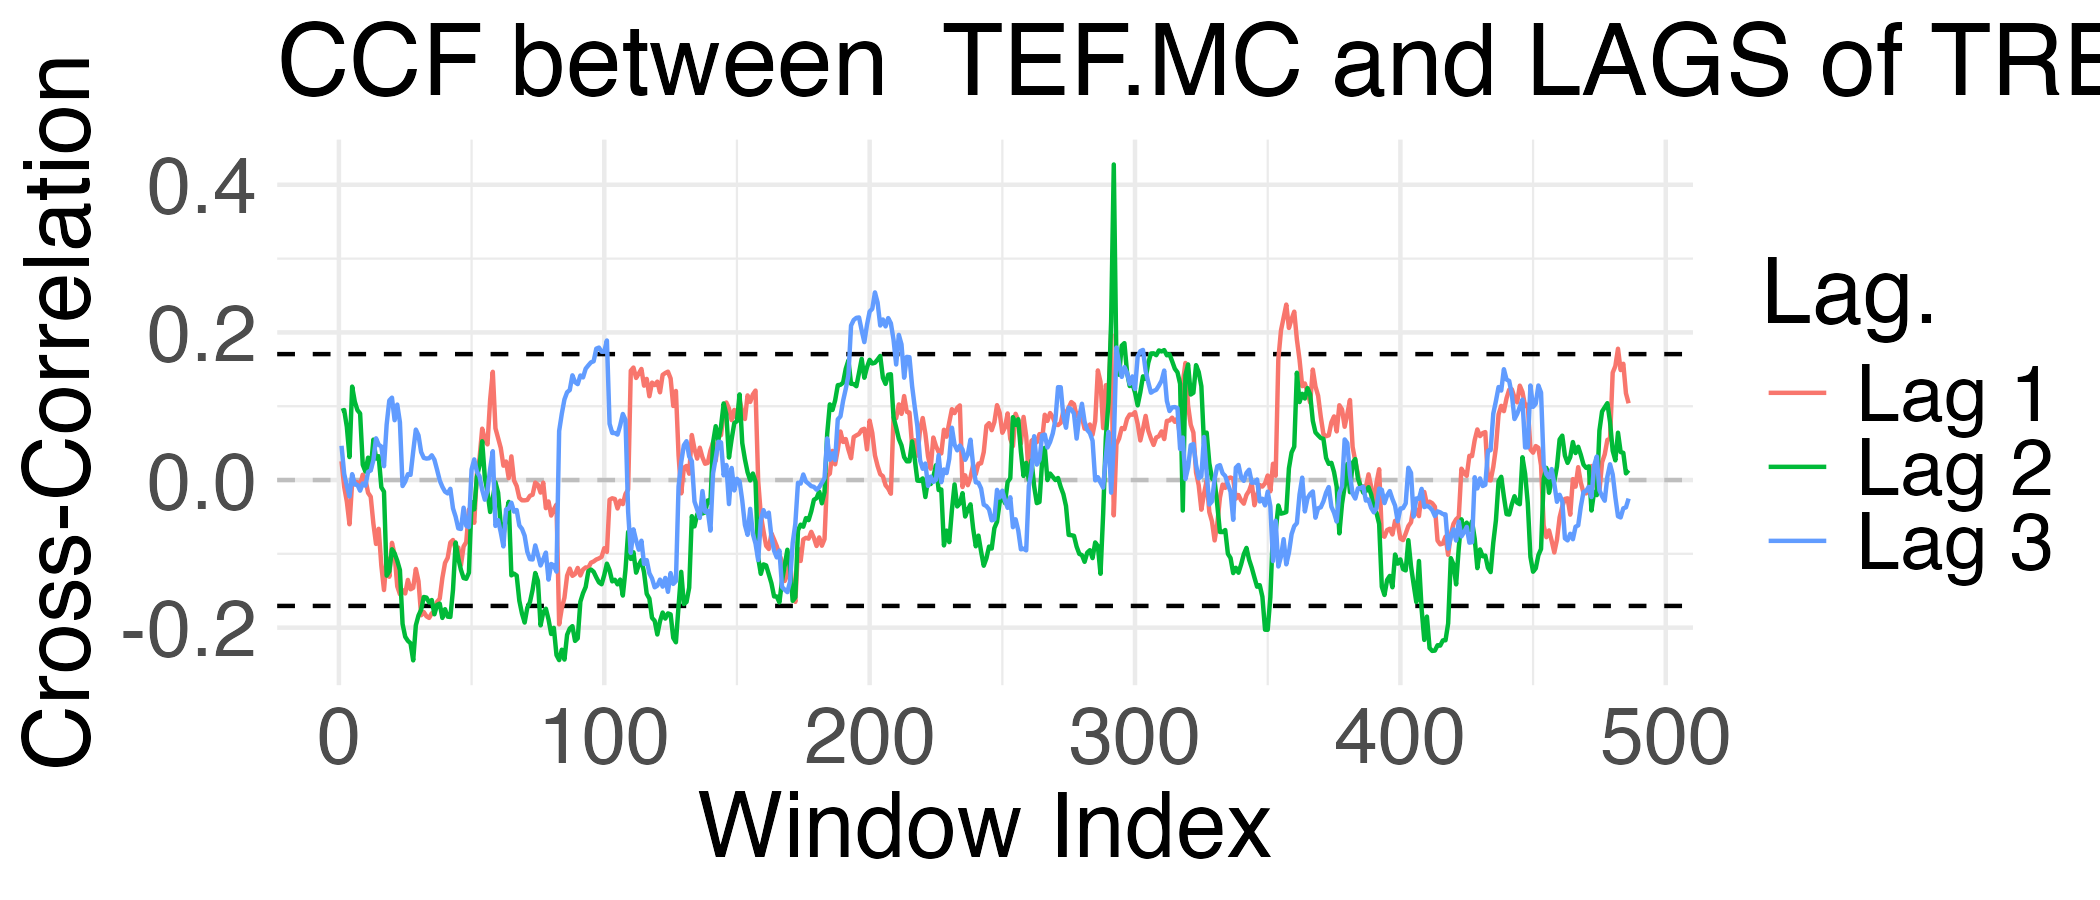 CCF between TEF.MC and LAGS of TRE
Cross-Correlation
0.4
0.2
0.0
-0.2
0 100 200 300 400 500
Window Index
Lag.
Lag 1
Lag 2
Lag 3